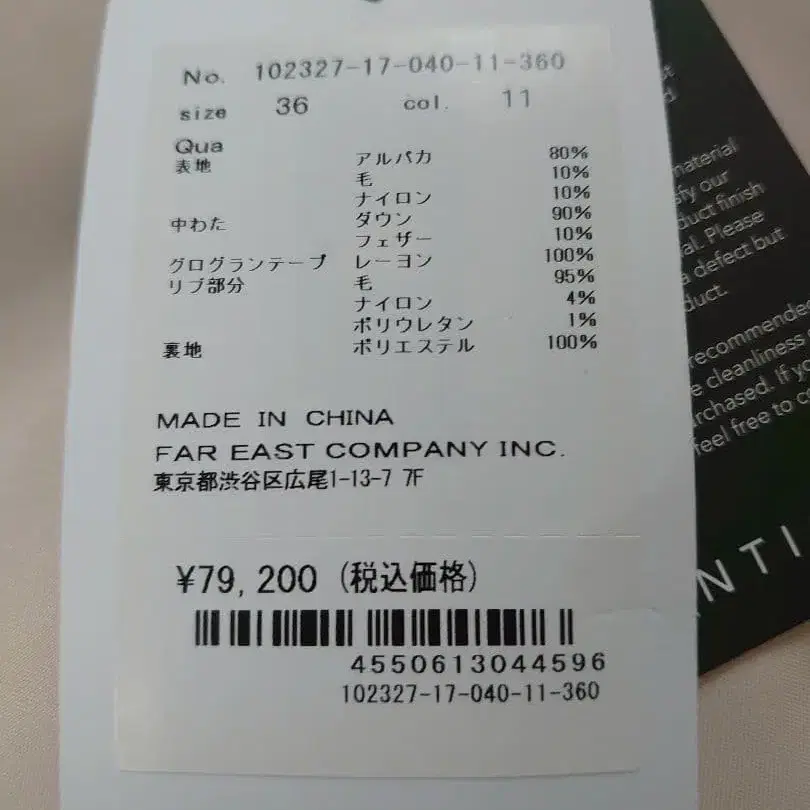 No. 102327-17-040-11-360
size 36 col. 11
Qua
表地 アルパカ 80%
毛 10%
ナイロン 10%
中わた ダウン 90%
フェザー 10%
グログランテープ レーヨン 100%
リブ部分 毛 95%
ナイロン 4%
ポリウレタン 1%
裏地 ポリエステル 100%
MADE IN CHINA
FAR EAST COMPANY INC.
東京都渋谷区広尾1-13-7 7F
¥79,200 (税込価格)
4550613044596
102327-17-040-11-360
material
our
duct finish
Please
defect but
recommended
cleanliness
If
feel free to
NTI